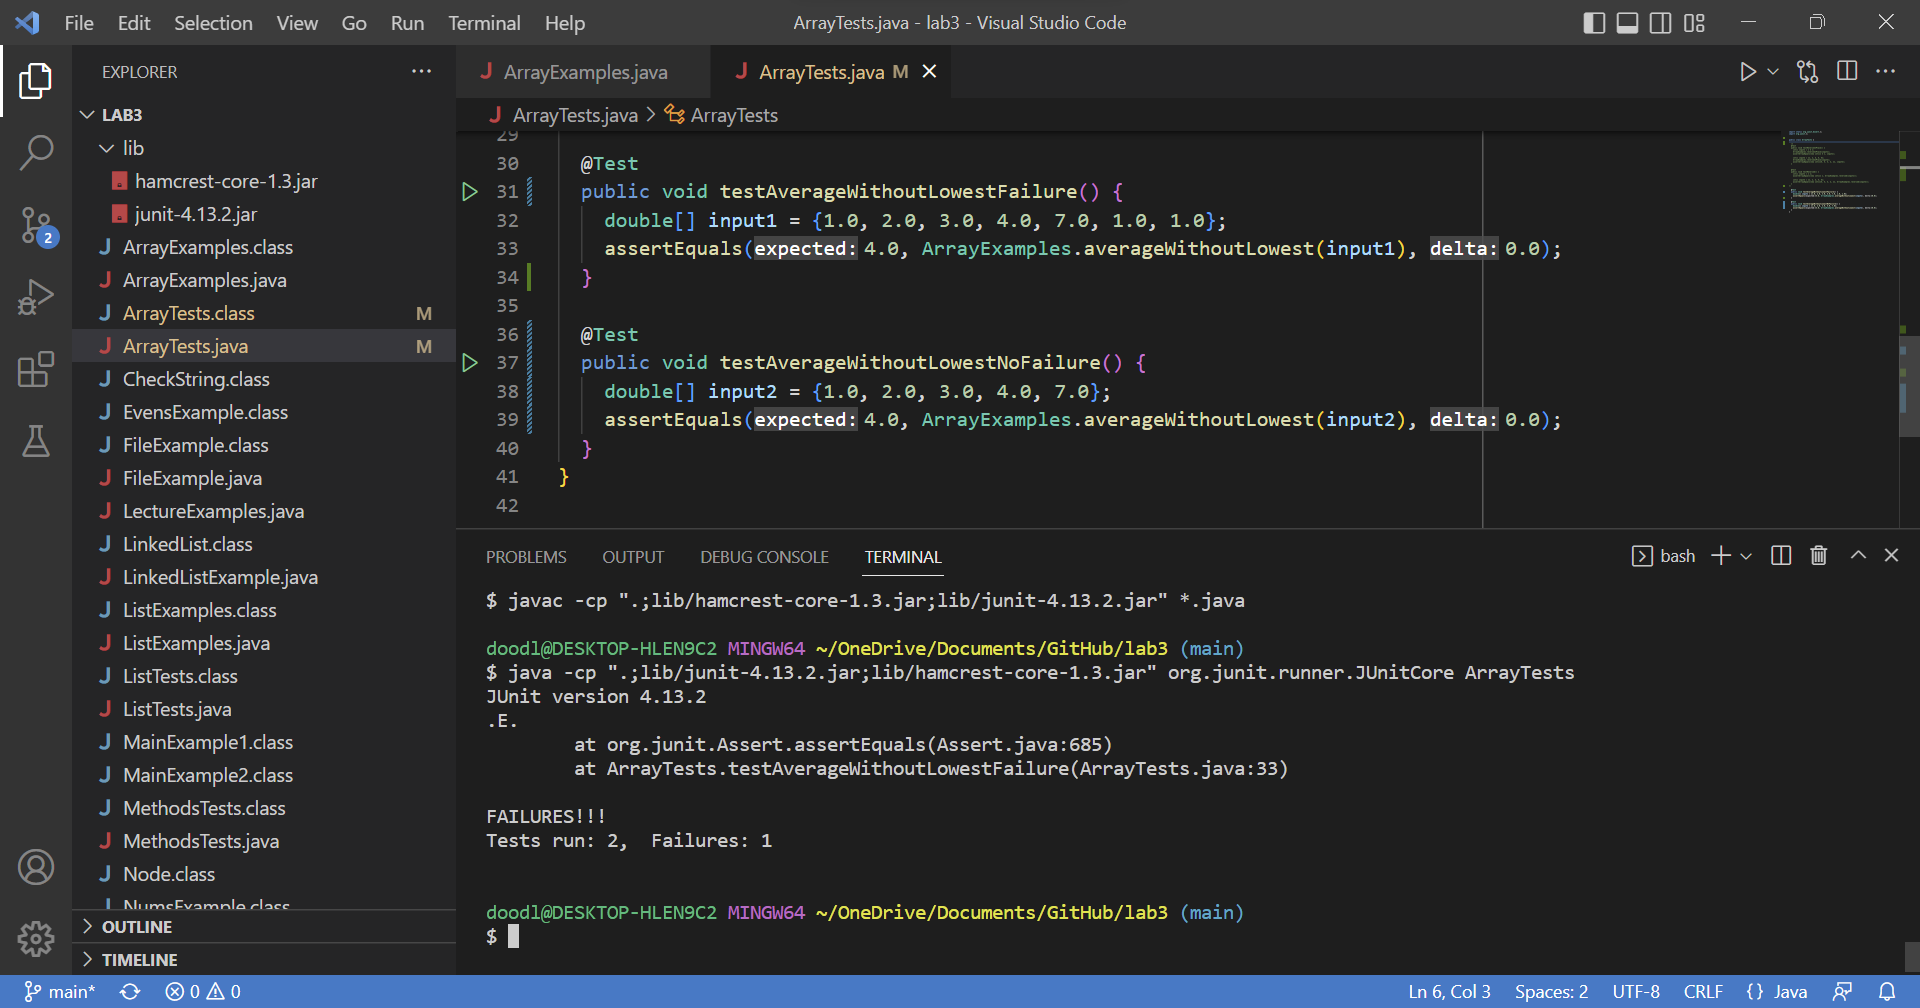 File Edit Selection View Go Run Terminal Help
ArrayTests.java - lab3 - Visual Studio Code
EXPLORER
LAB3
lib
hamcrest-core-1.3.jar
junit-4.13.2.jar
ArrayExamples.class
ArrayExamples.java
ArrayTests.class M
ArrayTests.java M
CheckString.class
EvensExample.class
FileExample.class
FileExample.java
LectureExamples.java
LinkedList.class
LinkedListExample.java
ListExamples.class
ListExamples.java
ListTests.class
ListTests.java
MainExample1.class
MainExample2.class
MethodsTests.class
MethodsTests.java
Node.class
NumsExample.class
OUTLINE
TIMELINE
2
ArrayExamples.java
ArrayTests.java M
ArrayTests.java > ArrayTests
29
30 @Test
31 public void testAverageWithoutLowestFailure() {
32 double[] input1 = {1.0, 2.0, 3.0, 4.0, 7.0, 1.0, 1.0};
33 assertEquals(expected: 4.0, ArrayExamples.averageWithoutLowest(input1), delta: 0.0);
34 }
35
36 @Test
37 public void testAverageWithoutLowestNoFailure() {
38 double[] input2 = {1.0, 2.0, 3.0, 4.0, 7.0};
39 assertEquals(expected: 4.0, ArrayExamples.averageWithoutLowest(input2), delta: 0.0);
40 }
41 }
42
PROBLEMS OUTPUT DEBUG CONSOLE TERMINAL
bash
$ javac -cp ".;lib/hamcrest-core-1.3.jar;lib/junit-4.13.2.jar" *.java
doodl@DESKTOP-HLEN9C2 MINGW64 ~/OneDrive/Documents/GitHub/lab3 (main)
$ java -cp ".;lib/junit-4.13.2.jar;lib/hamcrest-core-1.3.jar" org.junit.runner.JUnitCore ArrayTests
JUnit version 4.13.2
.E.
at org.junit.Assert.assertEquals(Assert.java:685)
at ArrayTests.testAverageWithoutLowestFailure(ArrayTests.java:33)
FAILURES!!!
Tests run: 2,  Failures: 1
doodl@DESKTOP-HLEN9C2 MINGW64 ~/OneDrive/Documents/GitHub/lab3 (main)
$
main* 0 0
Ln 6, Col 3 Spaces: 2 UTF-8 CRLF {} Java